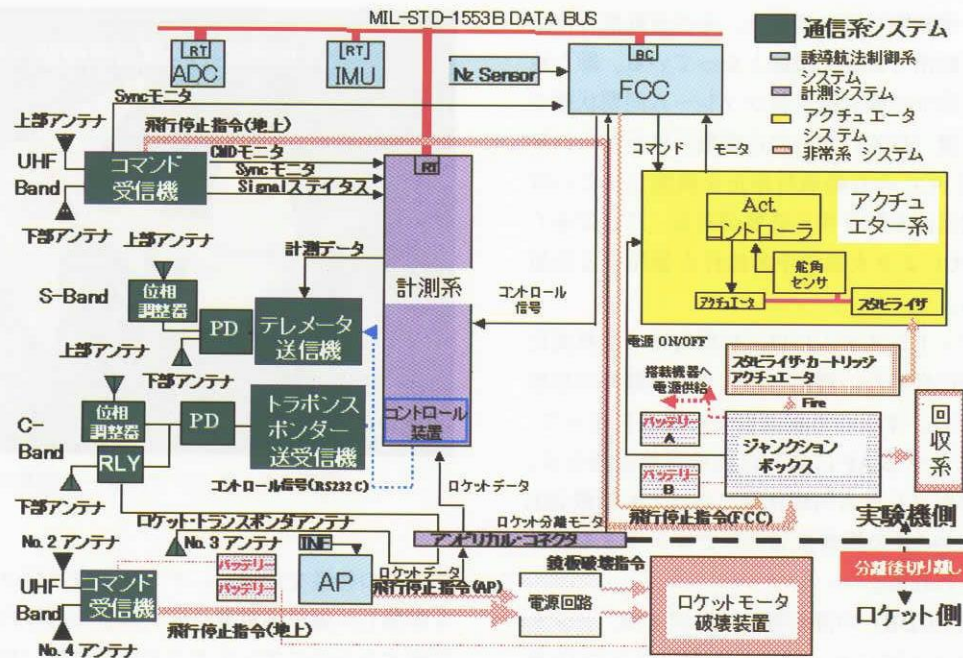 MIL-STD-1553B DATA BUS
RT
ADC
RT
IMU
Nz Sensor
BC
FCC
通信系システム
誘導航法制御系
システム
計測システム
アクチュエータ
システム
非常系 システム
Syncモニタ
上部アンテナ
飛行停止指令(地上)
UHF
Band
コマンド
受信機
CMDモニタ
Syncモニタ
Signalステイタス
下部アンテナ
RT
計測系
コマンド
モニタ
Act
コントローラ
アクチュ
エター系
舵角
センサ
アクチュエータ
スタビライザ
上部アンテナ
計測データ
S-Band
位相
調整器
PD
テレメータ
送信機
コントロール
信号
上部アンテナ
下部アンテナ
電源 ON/OFF
搭載機器へ
電源供給
スタビライザ・カートリッジ
アクチュエータ
Fire
C-
Band
位相
調整器
PD
トラポンス
ポンダー
送受信機
コントロール
装置
RLY
バッテリー
A
バッテリー
B
ジャンクション
ボックス
回収系
コントロール信号(RS232C)
ロケットデータ
下部アンテナ
ロケット・トランスポンダアンテナ
ロケット分離モニタ
飛行停止指令(FCC)
実験機側
No.2 アンテナ
No.3 アンテナ
INF
アンビリカル・コネクタ
分離後切り離し
UHF
Band
コマンド
受信機
バッテリー
バッテリー
AP
ロケットデータ
鏡板破壊指令
飛行停止指令(AP)
電源回路
ロケットモータ
破壊装置
ロケット側
飛行停止指令(地上)
No.4 アンテナ